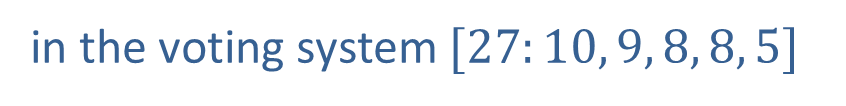 in the voting system [27: 10, 9, 8, 8, 5]